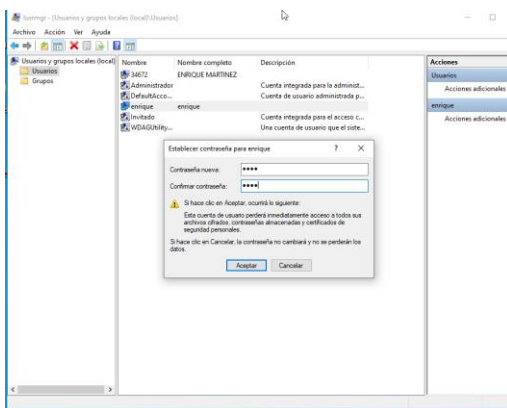 lusrmgr - [Usuarios y grupos locales (local)\Usuarios]
Archivo Acción Ver Ayuda
Usuarios y grupos locales (local)
Usuarios
Grupos
Nombre Nombre completo Descripción
34672 ENRIQUE MARTINEZ
Administrador Cuenta integrada para la administ...
DefaultAcco... Cuenta de usuario administrada p...
enrique enrique
Invitado Cuenta integrada para el acceso c...
WDAGUtility... Una cuenta de usuario que el siste...
Acciones
Usuarios
Acciones adicionales
enrique
Acciones adicionales
Establecer contraseña para enrique ? X
Contraseña nueva: ••••
Confirmar contraseña: ••••
Si hace clic en Aceptar, ocurrirá lo siguiente:
Esta cuenta de usuario perderá inmediatamente acceso a todos sus
archivos cifrados, contraseñas almacenadas y certificados de
seguridad personales.
Si hace clic en Cancelar, la contraseña no cambiará y no se perderán los
datos.
Aceptar Cancelar